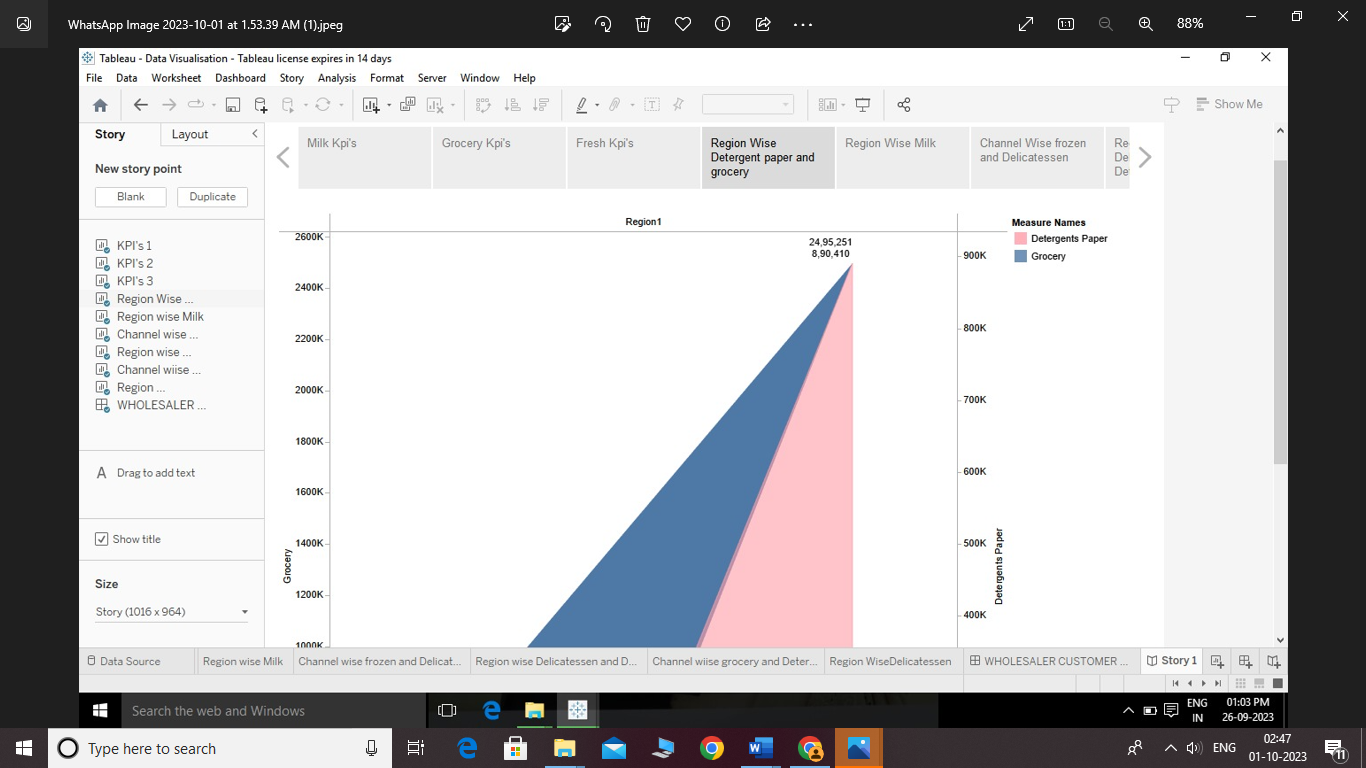 WhatsApp Image 2023-10-01 at 1.53.39 AM (1).jpeg
88%
Tableau - Data Visualisation - Tableau license expires in 14 days
File Data Worksheet Dashboard Story Analysis Format Server Window Help
Show Me
Story Layout
New story point
Blank Duplicate
KPI's 1
KPI's 2
KPI's 3
Region Wise ...
Region wise Milk
Channel wise ...
Region wise ...
Channel wiise ...
Region ...
WHOLESALER ...
A Drag to add text
Show title
Size
Story (1016 x 964)
Milk Kpi's
Grocery Kpi's
Fresh Kpi's
Region Wise
Detergent paper and
grocery
Region Wise Milk
Channel Wise frozen
and Delicatessen
Re
De
De
Region1
2600K
2400K
2200K
2000K
1800K
1600K
1400K
1200K
1000K
Grocery
24,95,251
8,90,410
900K
800K
700K
600K
500K
400K
Detergents Paper
Measure Names
Detergents Paper
Grocery
Data Source Region wise Milk Channel wise frozen and Delicat... Region wise Delicatessen and D... Channel wiise grocery and Deter... Region WiseDelicatessen WHOLESALER CUSTOMER ... Story 1
Search the web and Windows
ENG
IN
01:03 PM
26-09-2023
Type here to search
ENG
02:47
01-10-2023
11